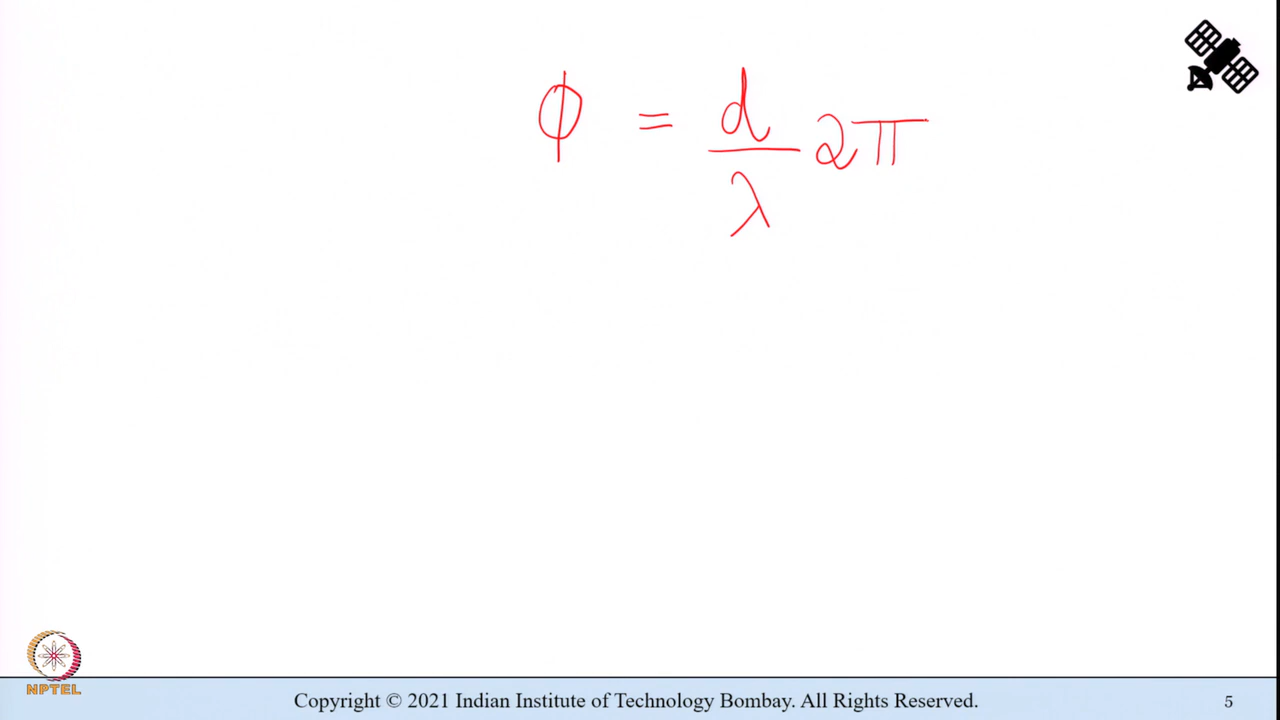 φ = d/λ 2π
NPTEL
Copyright © 2021 Indian Institute of Technology Bombay. All Rights Reserved.
5